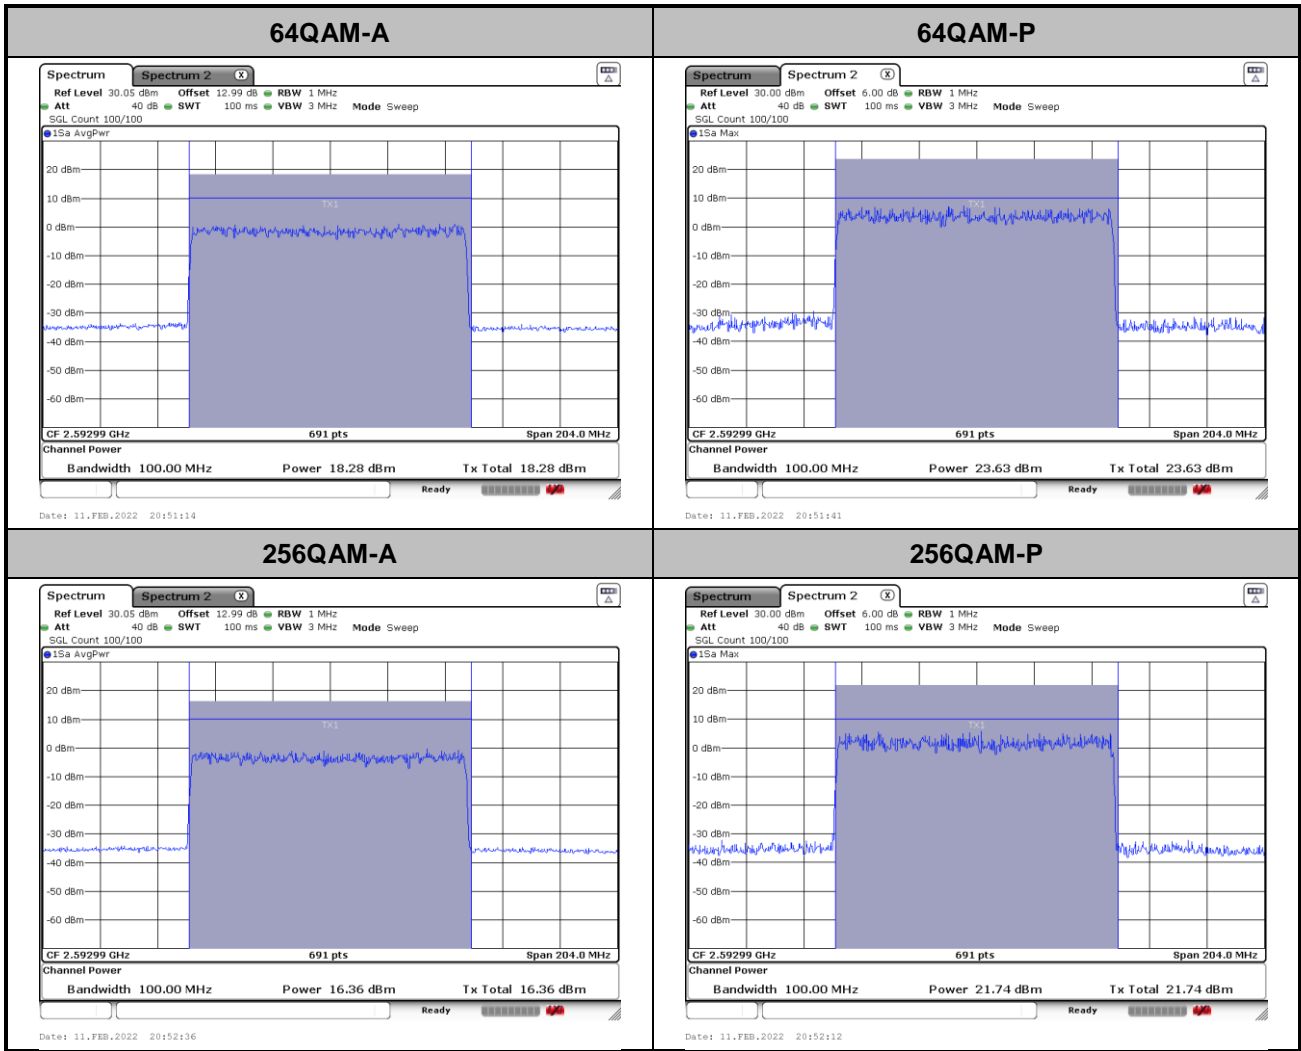 64QAM-A
64QAM-P
Spectrum Spectrum 2 X
Ref Level 30.05 dBm Offset 12.99 dB RBW 1 MHz
Att 40 dB SWT 100 ms VBW 3 MHz Mode Sweep
SGL Count 100/100
1Sa AvgPwr
20 dBm
10 dBm
TX1
0 dBm
-10 dBm
-20 dBm
-30 dBm
-40 dBm
-50 dBm
-60 dBm
CF 2.59299 GHz 691 pts Span 204.0 MHz
Channel Power
Bandwidth 100.00 MHz Power 18.28 dBm Tx Total 18.28 dBm
Ready
Date: 11.FEB.2022 20:51:14
Spectrum Spectrum 2 X
Ref Level 30.00 dBm Offset 6.00 dB RBW 1 MHz
Att 40 dB SWT 100 ms VBW 3 MHz Mode Sweep
SGL Count 100/100
1Sa Max
20 dBm
10 dBm
TX1
0 dBm
-10 dBm
-20 dBm
-30 dBm
-40 dBm
-50 dBm
-60 dBm
CF 2.59299 GHz 691 pts Span 204.0 MHz
Channel Power
Bandwidth 100.00 MHz Power 23.63 dBm Tx Total 23.63 dBm
Ready
Date: 11.FEB.2022 20:51:41
256QAM-A
256QAM-P
Spectrum Spectrum 2 X
Ref Level 30.05 dBm Offset 12.99 dB RBW 1 MHz
Att 40 dB SWT 100 ms VBW 3 MHz Mode Sweep
SGL Count 100/100
1Sa AvgPwr
20 dBm
10 dBm
TX1
0 dBm
-10 dBm
-20 dBm
-30 dBm
-40 dBm
-50 dBm
-60 dBm
CF 2.59299 GHz 691 pts Span 204.0 MHz
Channel Power
Bandwidth 100.00 MHz Power 16.36 dBm Tx Total 16.36 dBm
Ready
Date: 11.FEB.2022 20:52:36
Spectrum Spectrum 2 X
Ref Level 30.00 dBm Offset 6.00 dB RBW 1 MHz
Att 40 dB SWT 100 ms VBW 3 MHz Mode Sweep
SGL Count 100/100
1Sa Max
20 dBm
10 dBm
TX1
0 dBm
-10 dBm
-20 dBm
-30 dBm
-40 dBm
-50 dBm
-60 dBm
CF 2.59299 GHz 691 pts Span 204.0 MHz
Channel Power
Bandwidth 100.00 MHz Power 21.74 dBm Tx Total 21.74 dBm
Ready
Date: 11.FEB.2022 20:52:12